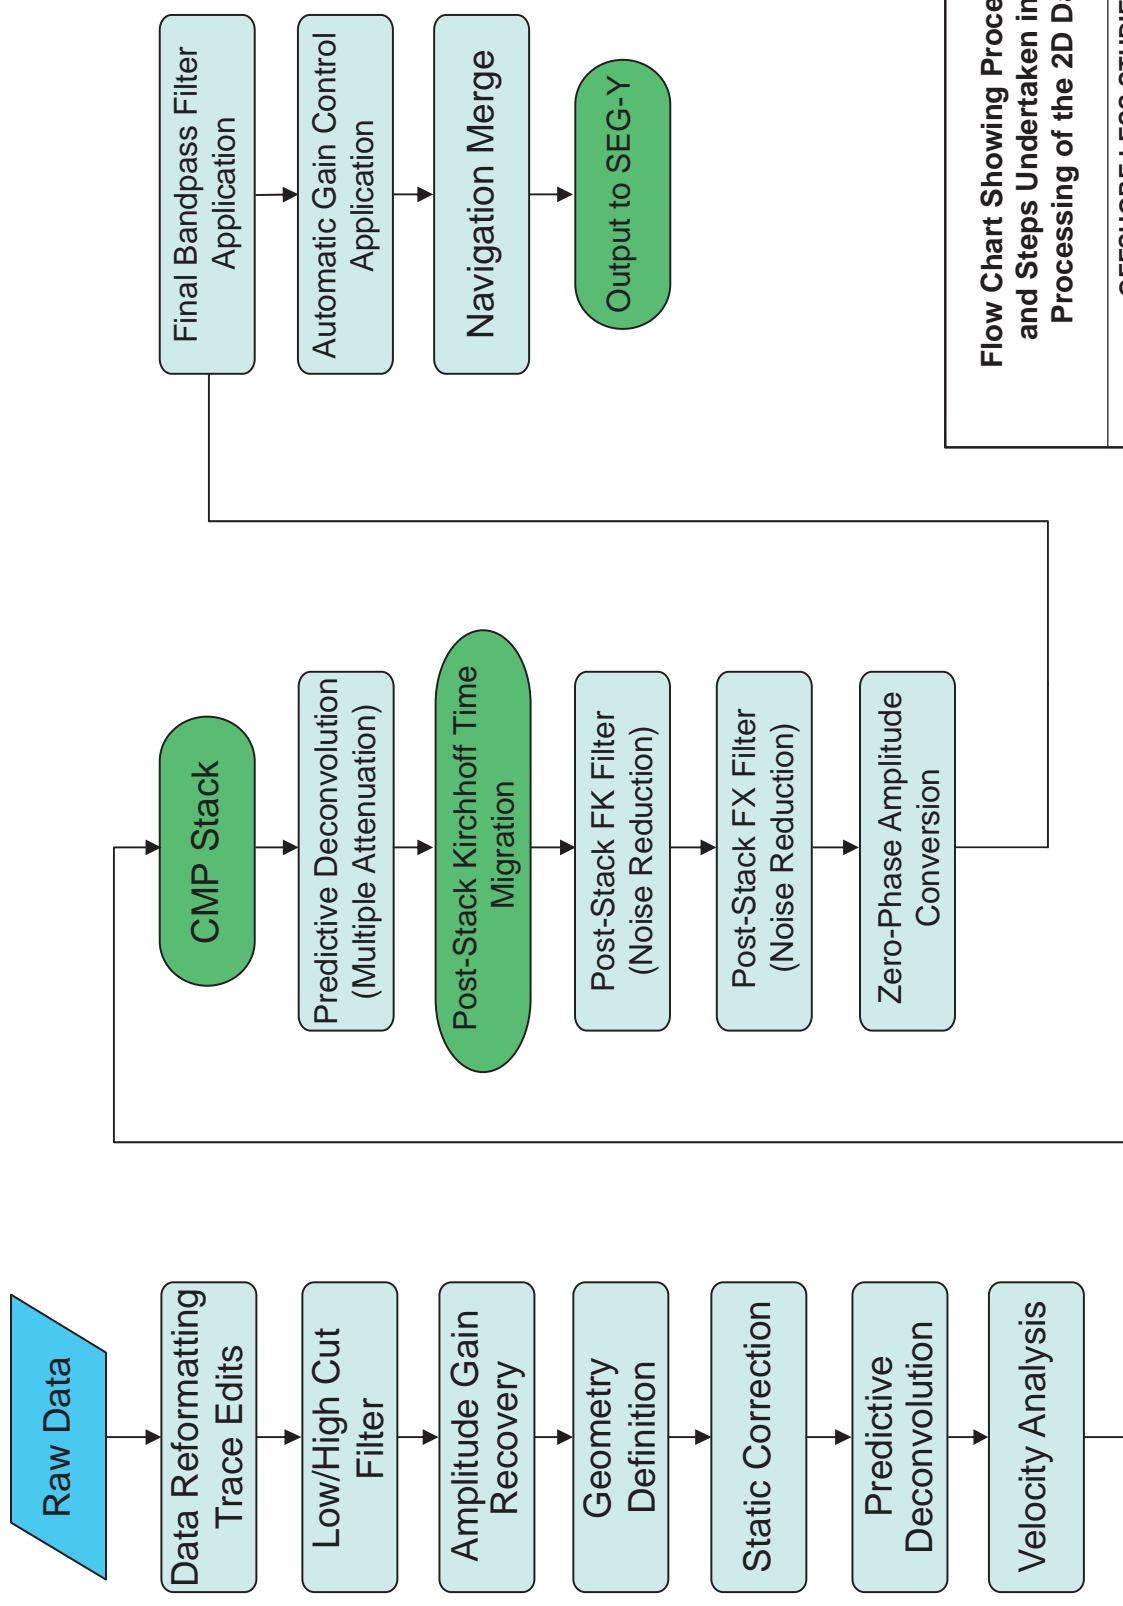 Raw Data
Data Reformatting
Trace Edits
Low/High Cut
Filter
Amplitude Gain
Recovery
Geometry
Definition
Static Correction
Predictive
Deconvolution
Velocity Analysis
CMP Stack
Predictive Deconvolution
(Multiple Attenuation)
Post-Stack Kirchhoff Time
Migration
Post-Stack FK Filter
(Noise Reduction)
Post-Stack FX Filter
(Noise Reduction)
Zero-Phase Amplitude
Conversion
Final Bandpass Filter
Application
Automatic Gain Control
Application
Navigation Merge
Output to SEG-Y
Flow Chart Showing Proce
and Steps Undertaken in
Processing of the 2D Da